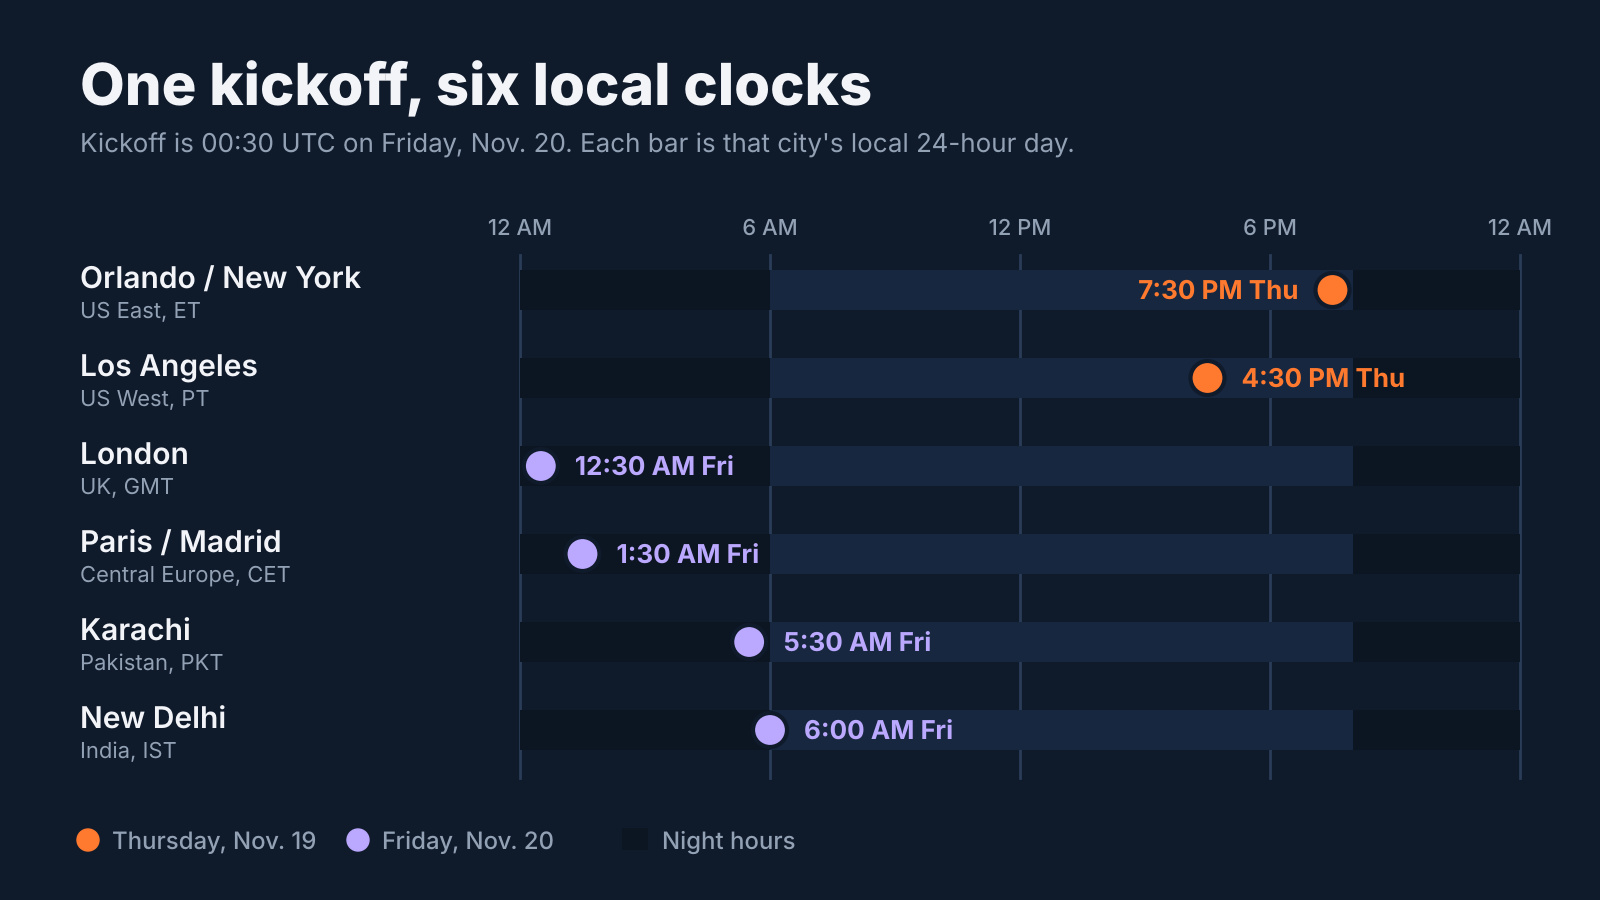 One kickoff, six local clocks
Kickoff is 00:30 UTC on Friday, Nov. 20. Each bar is that city's local 24-hour day.
12 AM 6 AM 12 PM 6 PM 12 AM
Orlando / New York
US East, ET
7:30 PM Thu
Los Angeles
US West, PT
4:30 PM Thu
London
UK, GMT
12:30 AM Fri
Paris / Madrid
Central Europe, CET
1:30 AM Fri
Karachi
Pakistan, PKT
5:30 AM Fri
New Delhi
India, IST
6:00 AM Fri
Thursday, Nov. 19 Friday, Nov. 20 Night hours